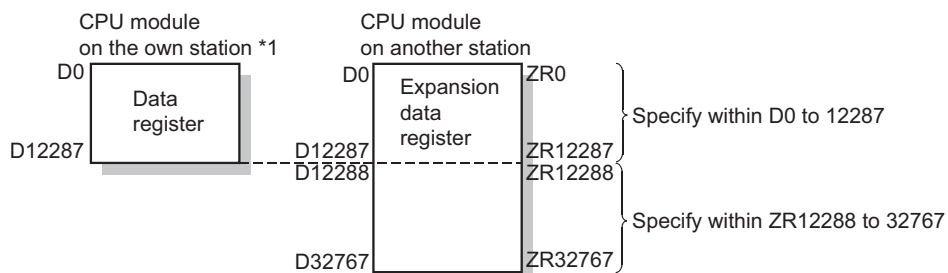 CPU module
on the own station *1
CPU module
on another station
D0
Data
register
D12287
D0
ZR0
Expansion
data
register
D12287
ZR12287
D12288
ZR12288
D32767
ZR32767
Specify within D0 to 12287
Specify within ZR12288 to 32767